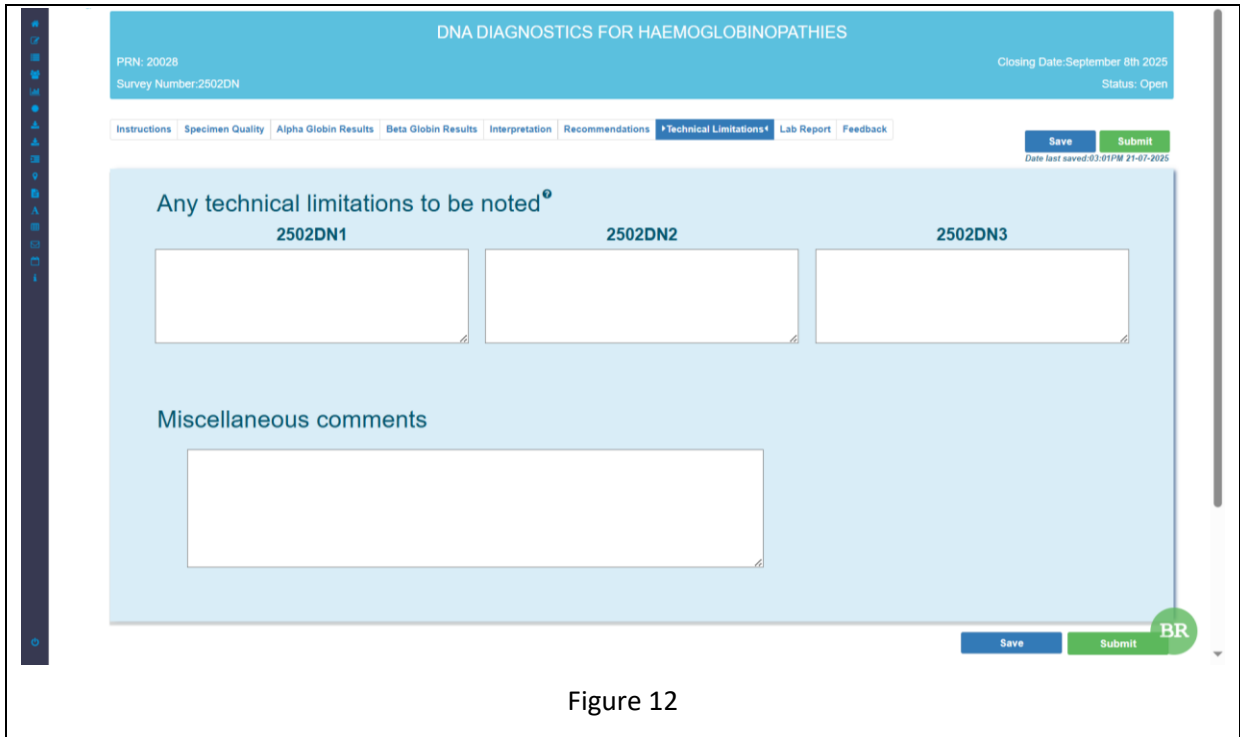 DNA DIAGNOSTICS FOR HAEMOGLOBINOPATHIES
PRN: 20028
Closing Date:September 8th 2025
Survey Number:2502DN
Status: Open
Instructions Specimen Quality Alpha Globin Results Beta Globin Results Interpretation Recommendations Technical Limitations Lab Report Feedback
Save Submit
Date last saved:03:01PM 21-07-2025
Any technical limitations to be noted?
2502DN1 2502DN2 2502DN3
Miscellaneous comments
BR
Save Submit
Figure 12